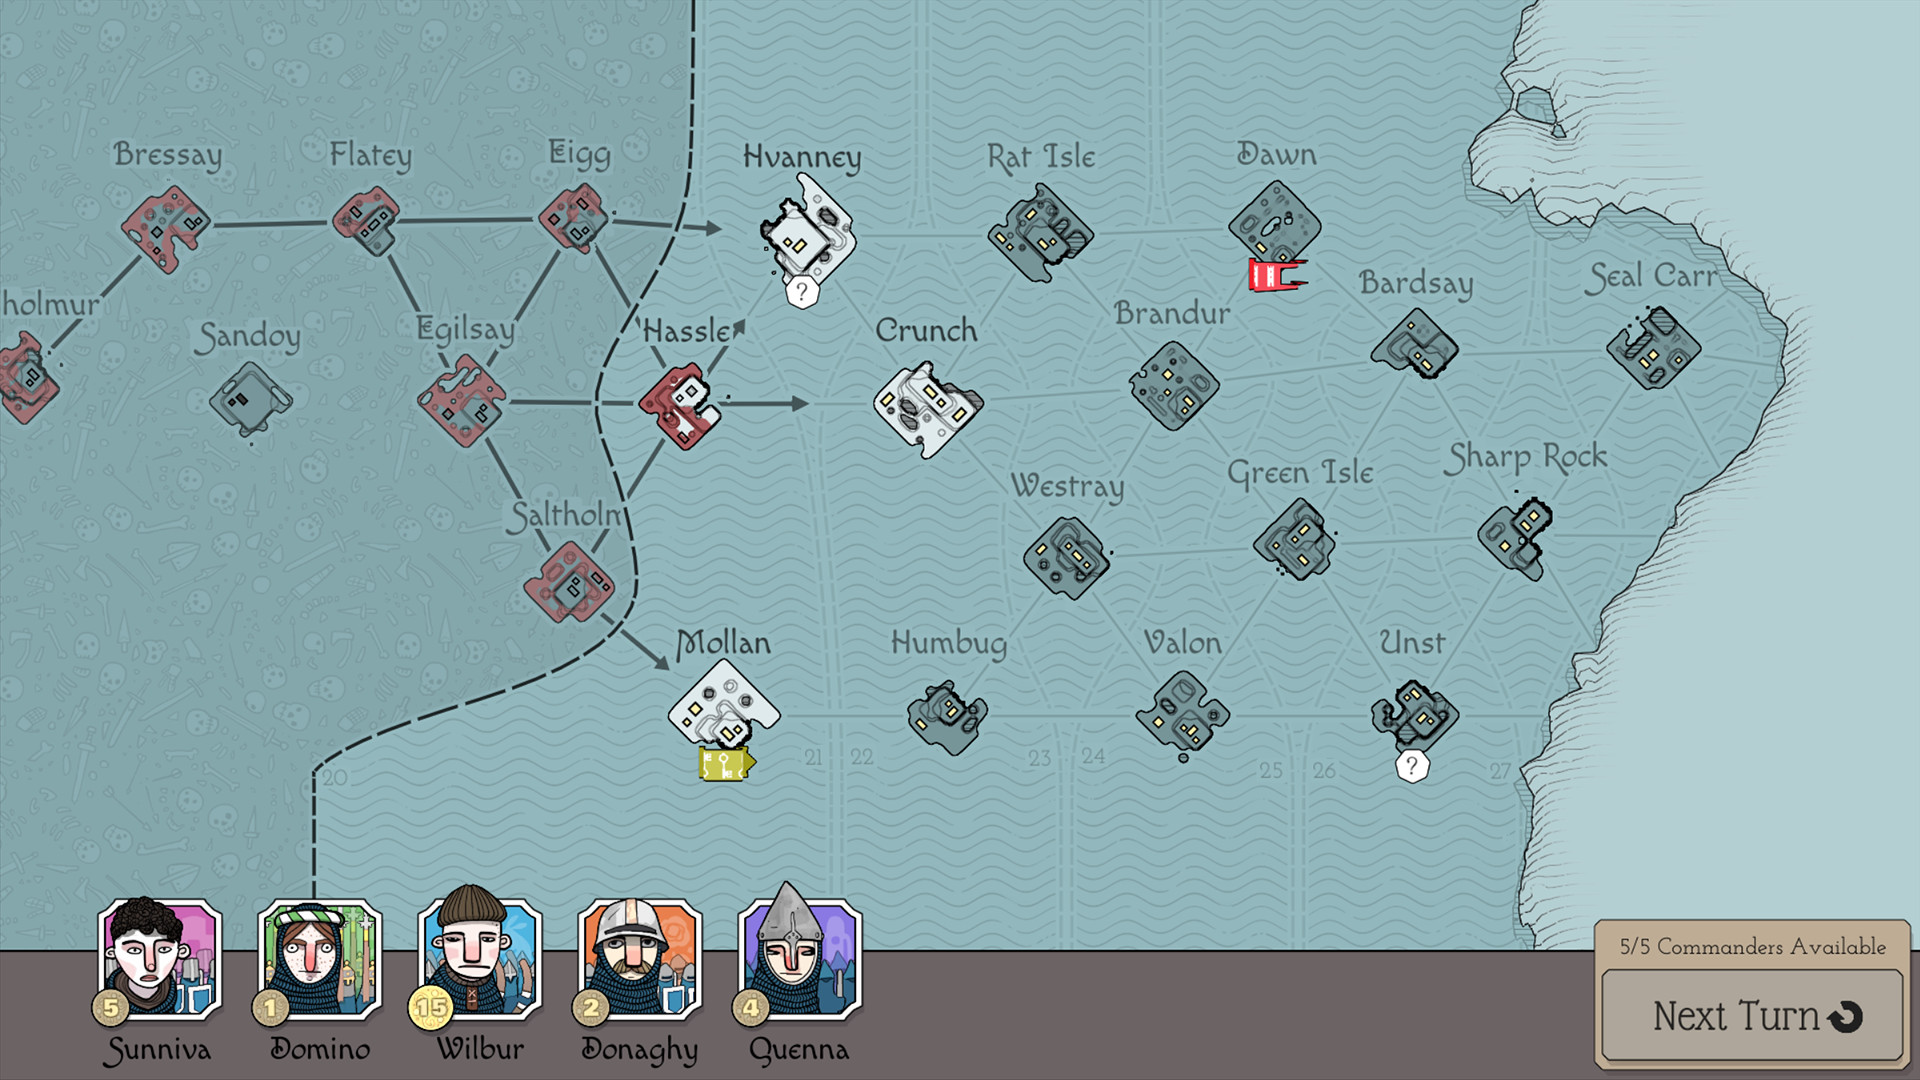 Bressay
Flatey
Eigg
Hvanney
Rat Isle
Dawn
holmur
Sandoy
Egilsay
Hassle
Crunch
Brandur
Bardsay
Seal Carr
Saltholm
Westray
Green Isle
Sharp Rock
Mollan
Humbug
Valon
Unst
?
?
20
21
22
23
24
25
26
27
5
1
15
2
4
Sunniva
Domino
Wilbur
Donaghy
Quenna
5/5 Commanders Available
Next Turn